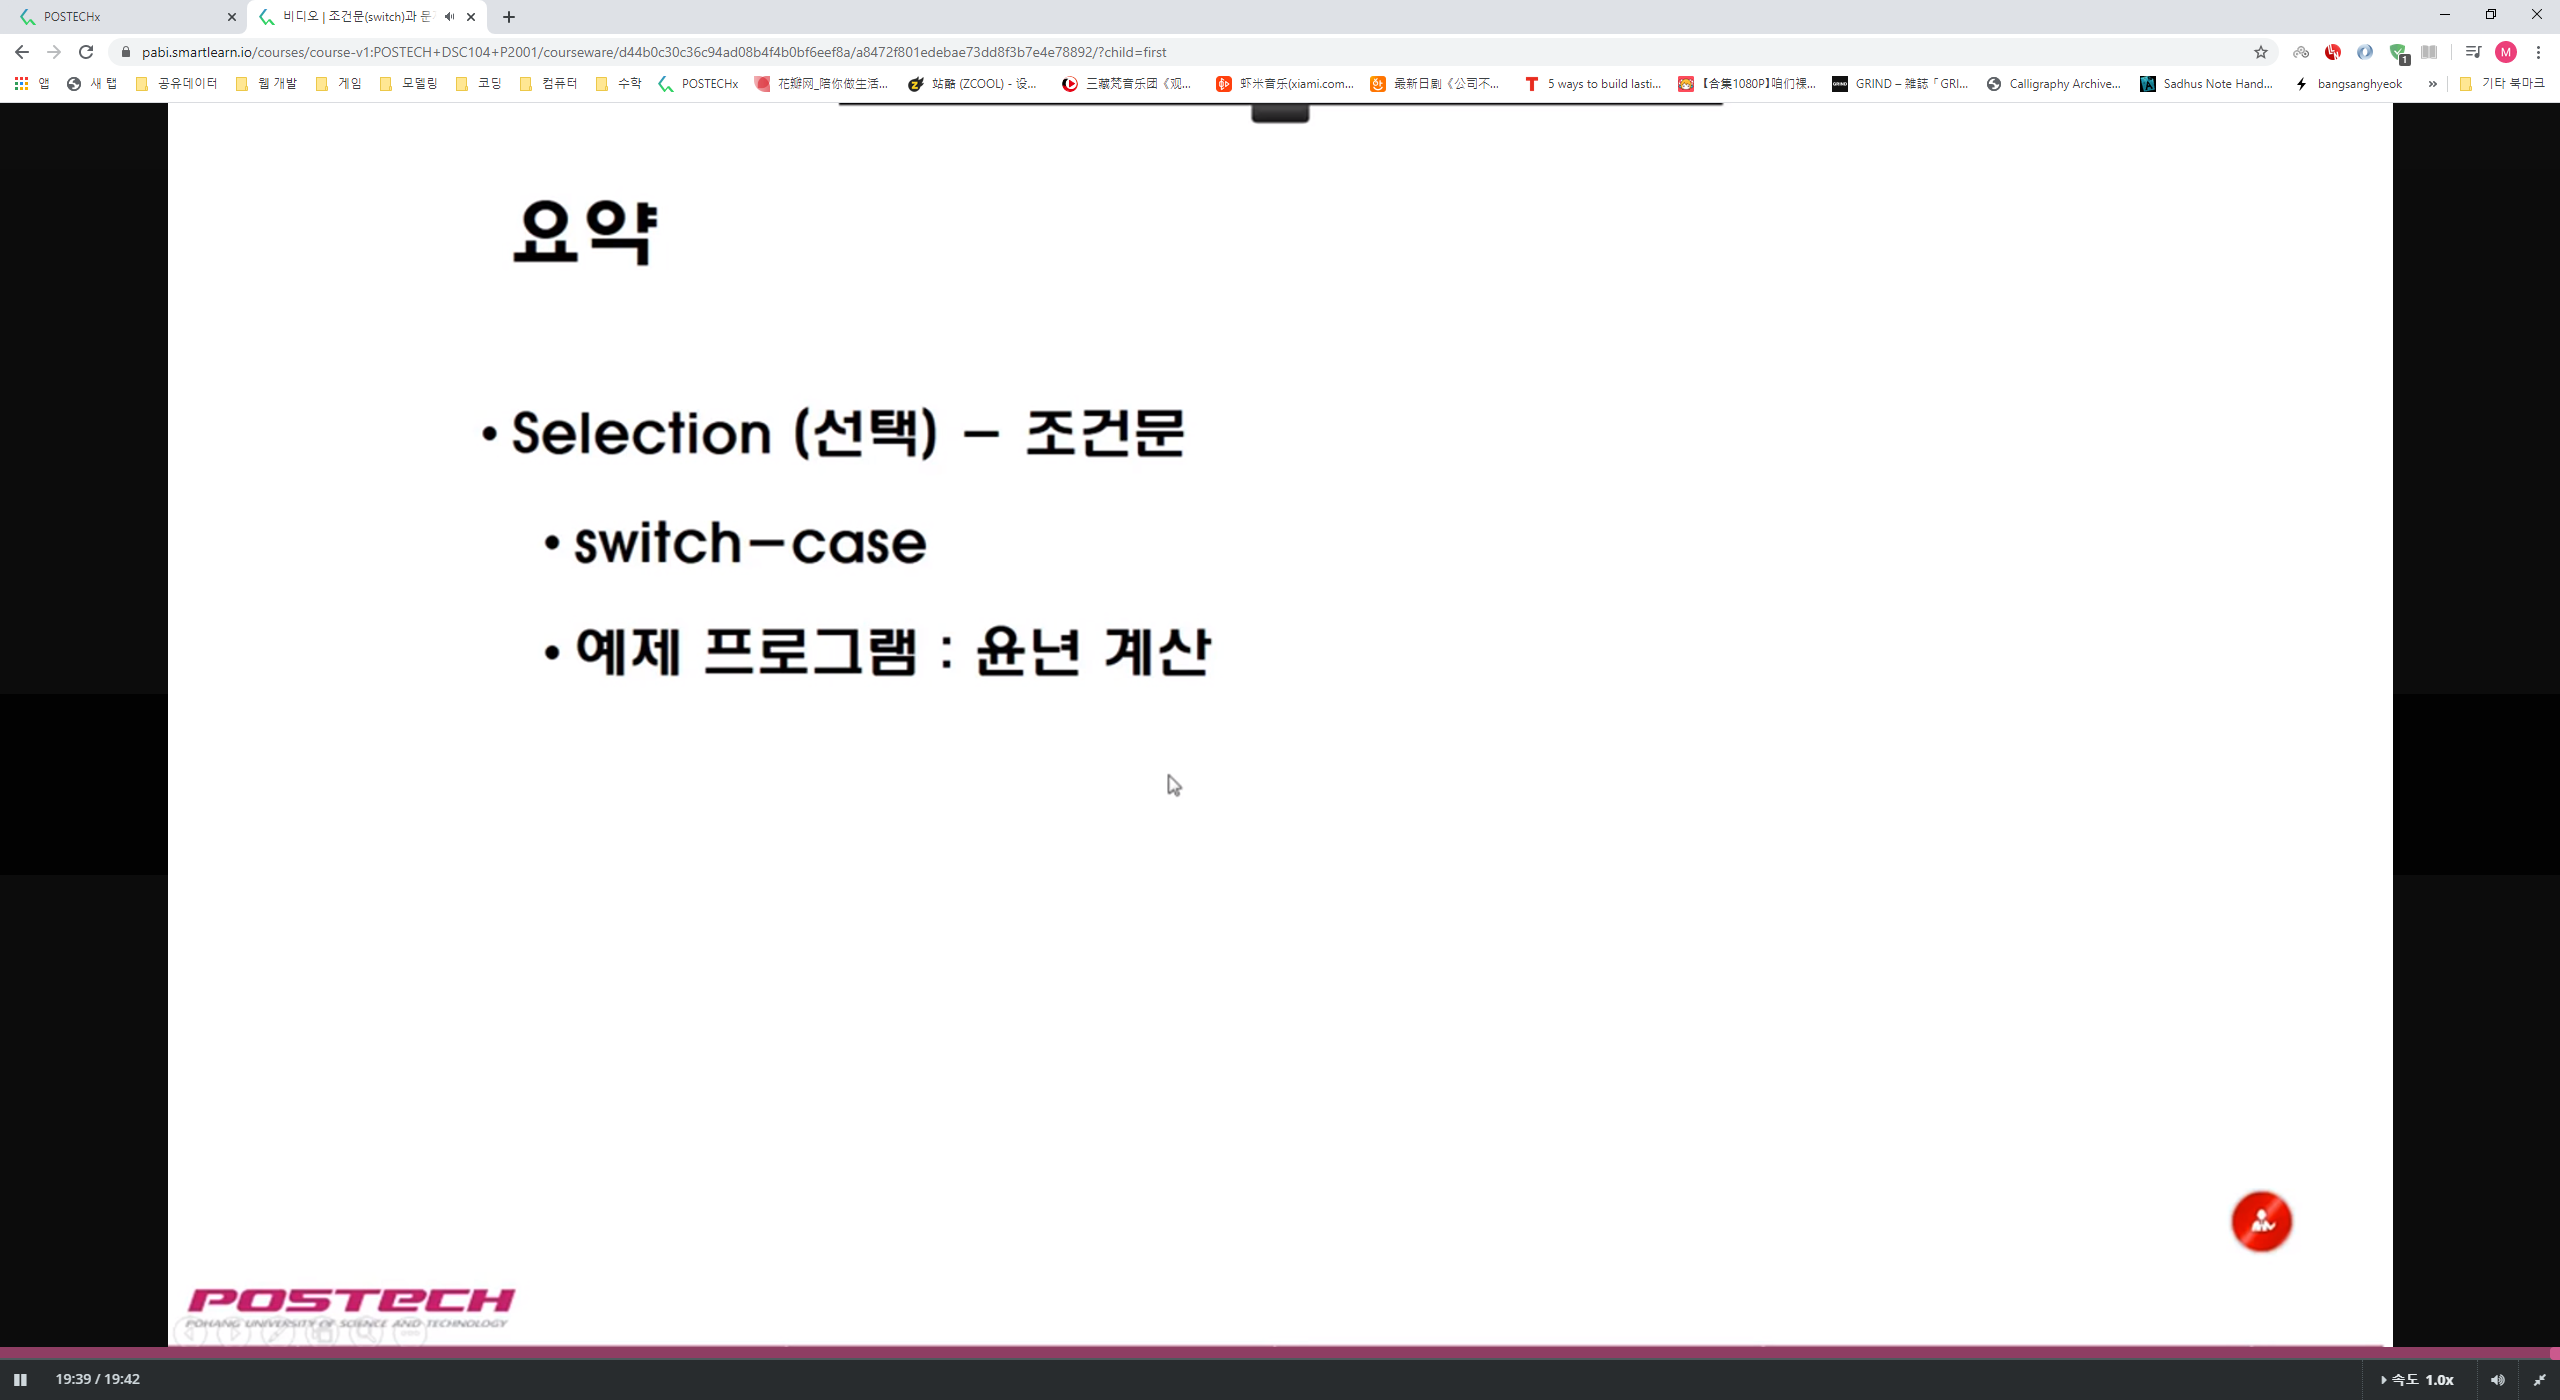 POSTECHx
비디오 | 조건문(switch)과 문
pabi.smartlearn.io/courses/course-v1:POSTECH+DSC104+P2001/courseware/d44b0c30c36c94ad08b4f4b0bf6eef8a/a8472f801edebae73dd8f3b7e4e78892/?child=first
1
M
앱 새 탭 공유데이터 웹 개발 게임 모델링 코딩 컴퓨터 수학 POSTECHx 花瓣网_陪你做生活... 站酷 (ZCOOL) - 设... 三藏梵音乐团《观... 虾米音乐(xiami.com... 最新日剧《公司不... 5 ways to build lasti... 【合集1080P】咱们裸... GRIND – 雑誌「GRI... Calligraphy Archive... Sadhus Note Hand... bangsanghyeok » 기타 북마크
요약
• Selection (선택) – 조건문
• switch–case
• 예제 프로그램 : 윤년 계산
POSTECH
POHANG UNIVERSITY OF SCIENCE AND TECHNOLOGY
19:39 / 19:42
속도 1.0x